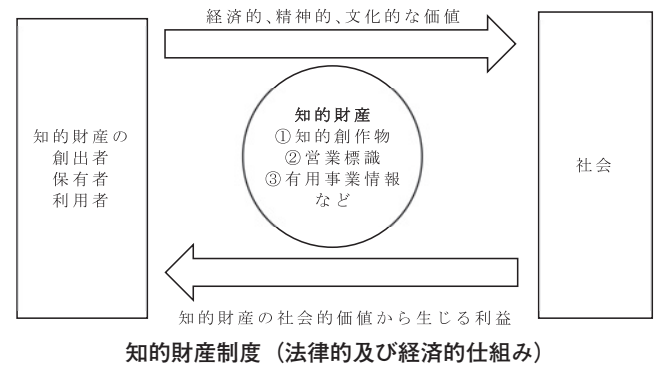 経済的、精神的、文化的な価値
知的財産の
創出者
保有者
利用者
知的財産
①知的創作物
②営業標識
③有用事業情報
など
社会
知的財産の社会的価値から生じる利益
知的財産制度（法律的及び経済的仕組み）